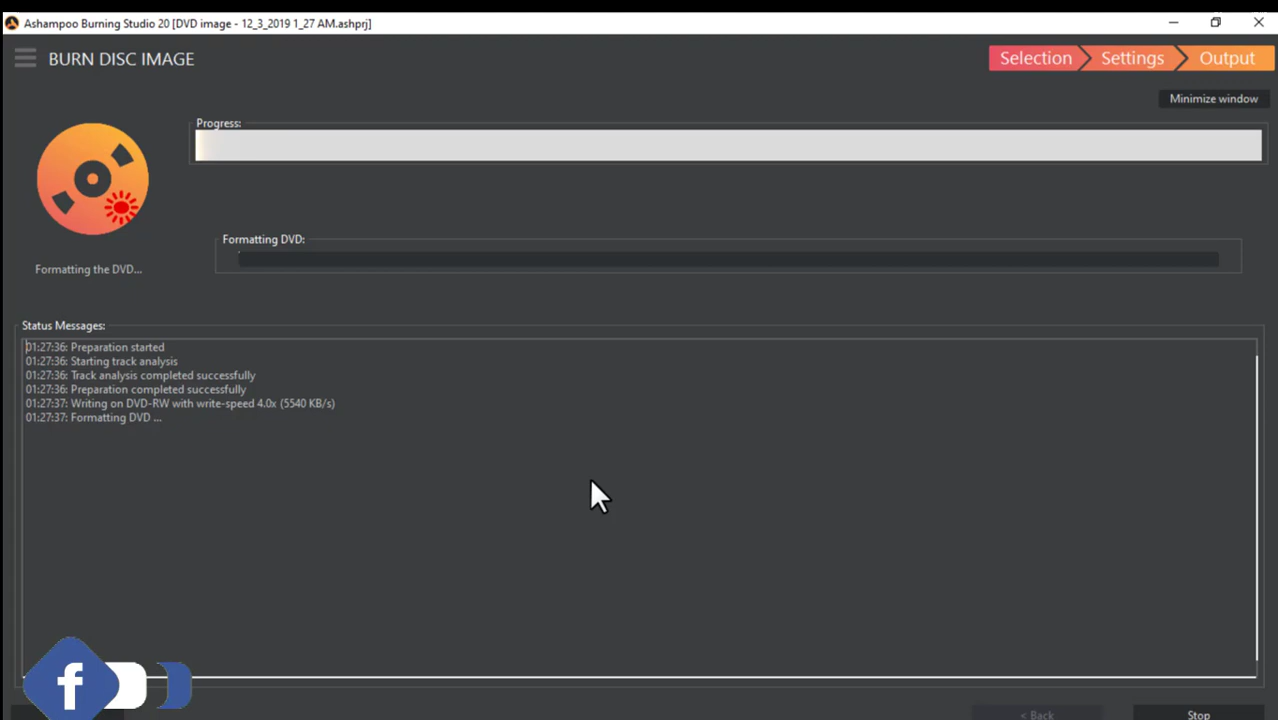 Ashampoo Burning Studio 20 [DVD image - 12_3_2019 1_27 AM.ashprj]
BURN DISC IMAGE
Selection
Settings
Output
Minimize window
Progress:
Formatting DVD:
Formatting the DVD...
Status Messages:
01:27:36: Preparation started
01:27:36: Starting track analysis
01:27:36: Track analysis completed successfully
01:27:36: Preparation completed successfully
01:27:37: Writing on DVD-RW with write-speed 4.0x (5540 KB/s)
01:27:37: Formatting DVD ...
f
< Back
Stop